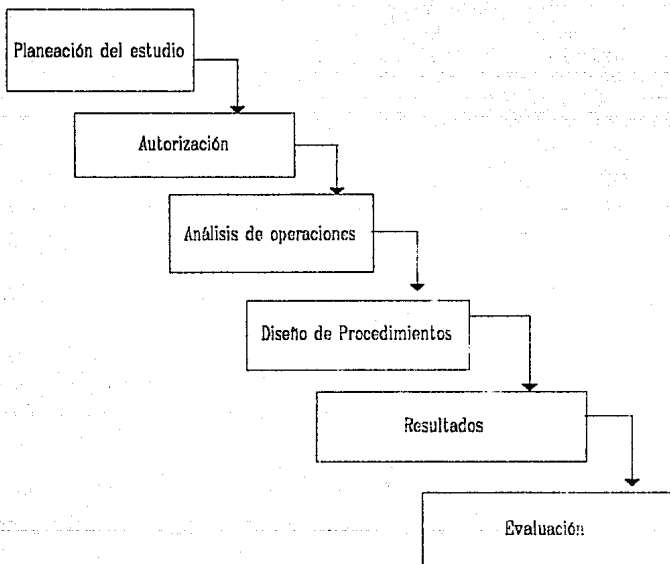 Planeación del estudio
Autorización
Análisis de operaciones
Diseño de Procedimientos
Resultados
Evaluación